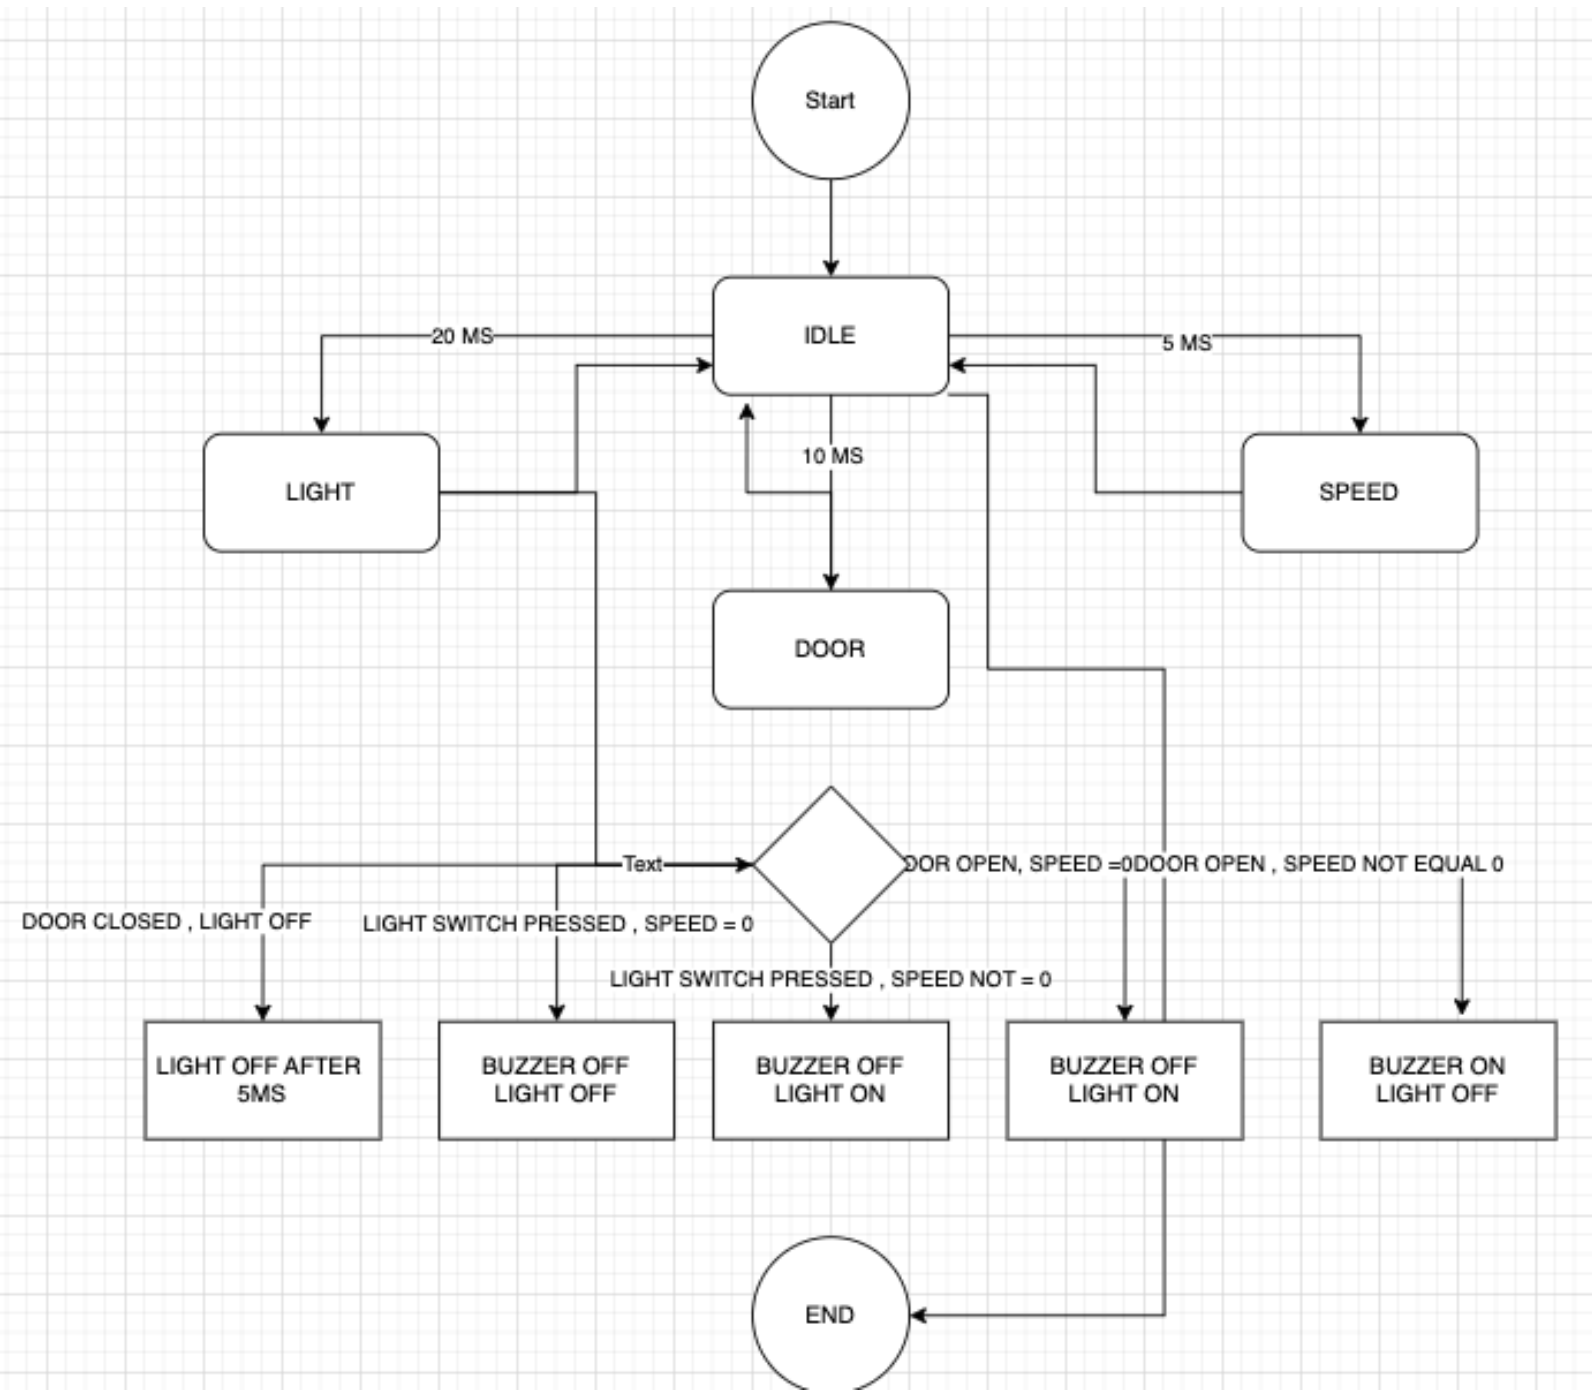 Start
IDLE
20 MS
5 MS
10 MS
LIGHT
SPEED
DOOR
Text
OOR OPEN, SPEED =0DOOR OPEN , SPEED NOT EQUAL 0
DOOR CLOSED , LIGHT OFF
LIGHT SWITCH PRESSED , SPEED = 0
LIGHT SWITCH PRESSED , SPEED NOT = 0
LIGHT OFF AFTER
5MS
BUZZER OFF
LIGHT OFF
BUZZER OFF
LIGHT ON
BUZZER OFF
LIGHT ON
BUZZER ON
LIGHT OFF
END